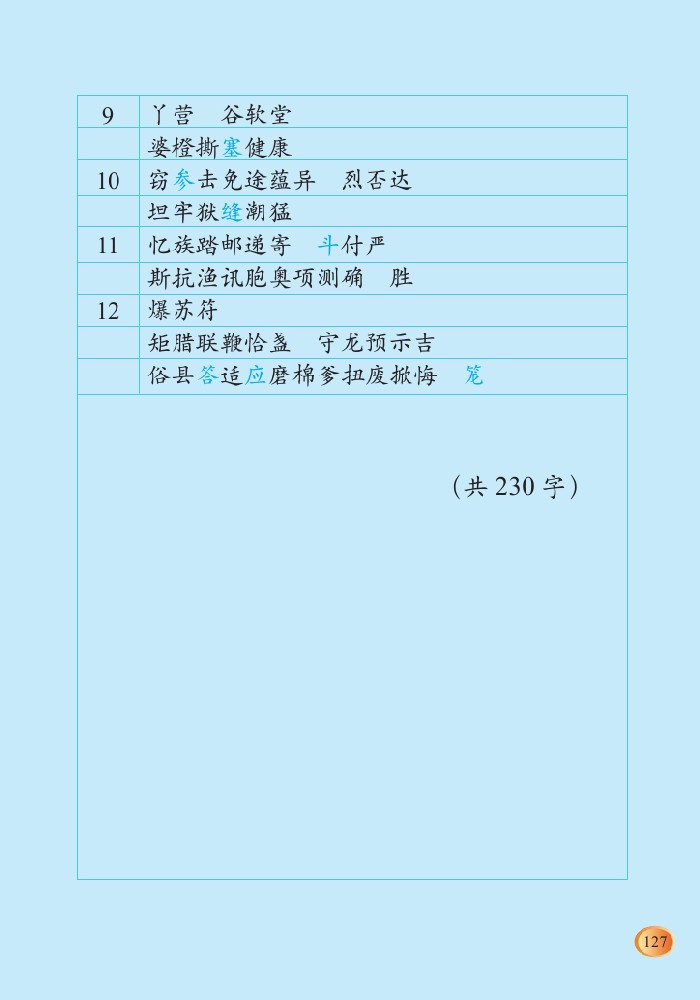 9 丫营 谷软堂
婆橙撕塞健康
10 窃参击免途蕴异 烈否达
坦牢狱缝潮猛
11 忆族踏邮递寄 斗付严
斯抗渔讯胞奥项测确 胜
12 爆苏符
矩腊联鞭恰盏 守龙预示吉
俗县答适应磨棉爹扭废掀悔 笼
（共 230 字）
127